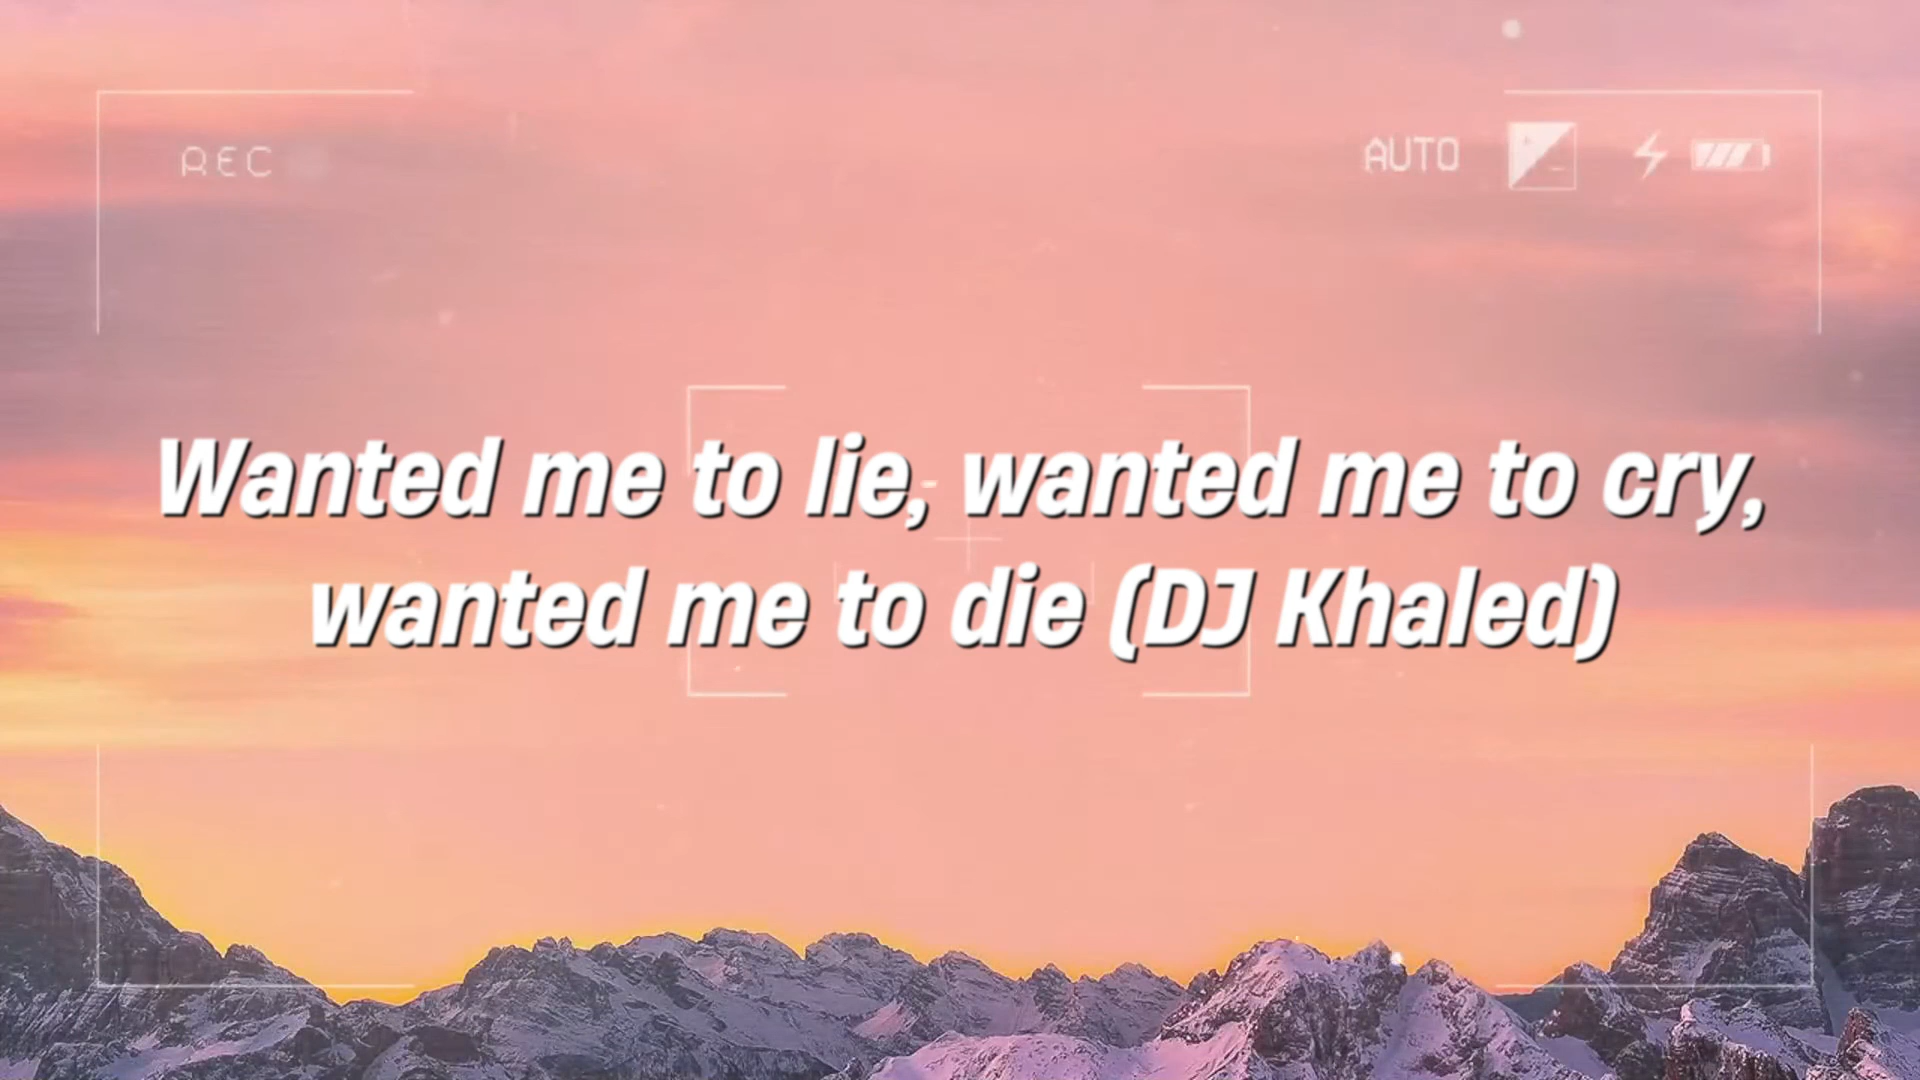 REC
AUTO
Wanted me to lie, wanted me to cry,
wanted me to die (DJ Khaled)